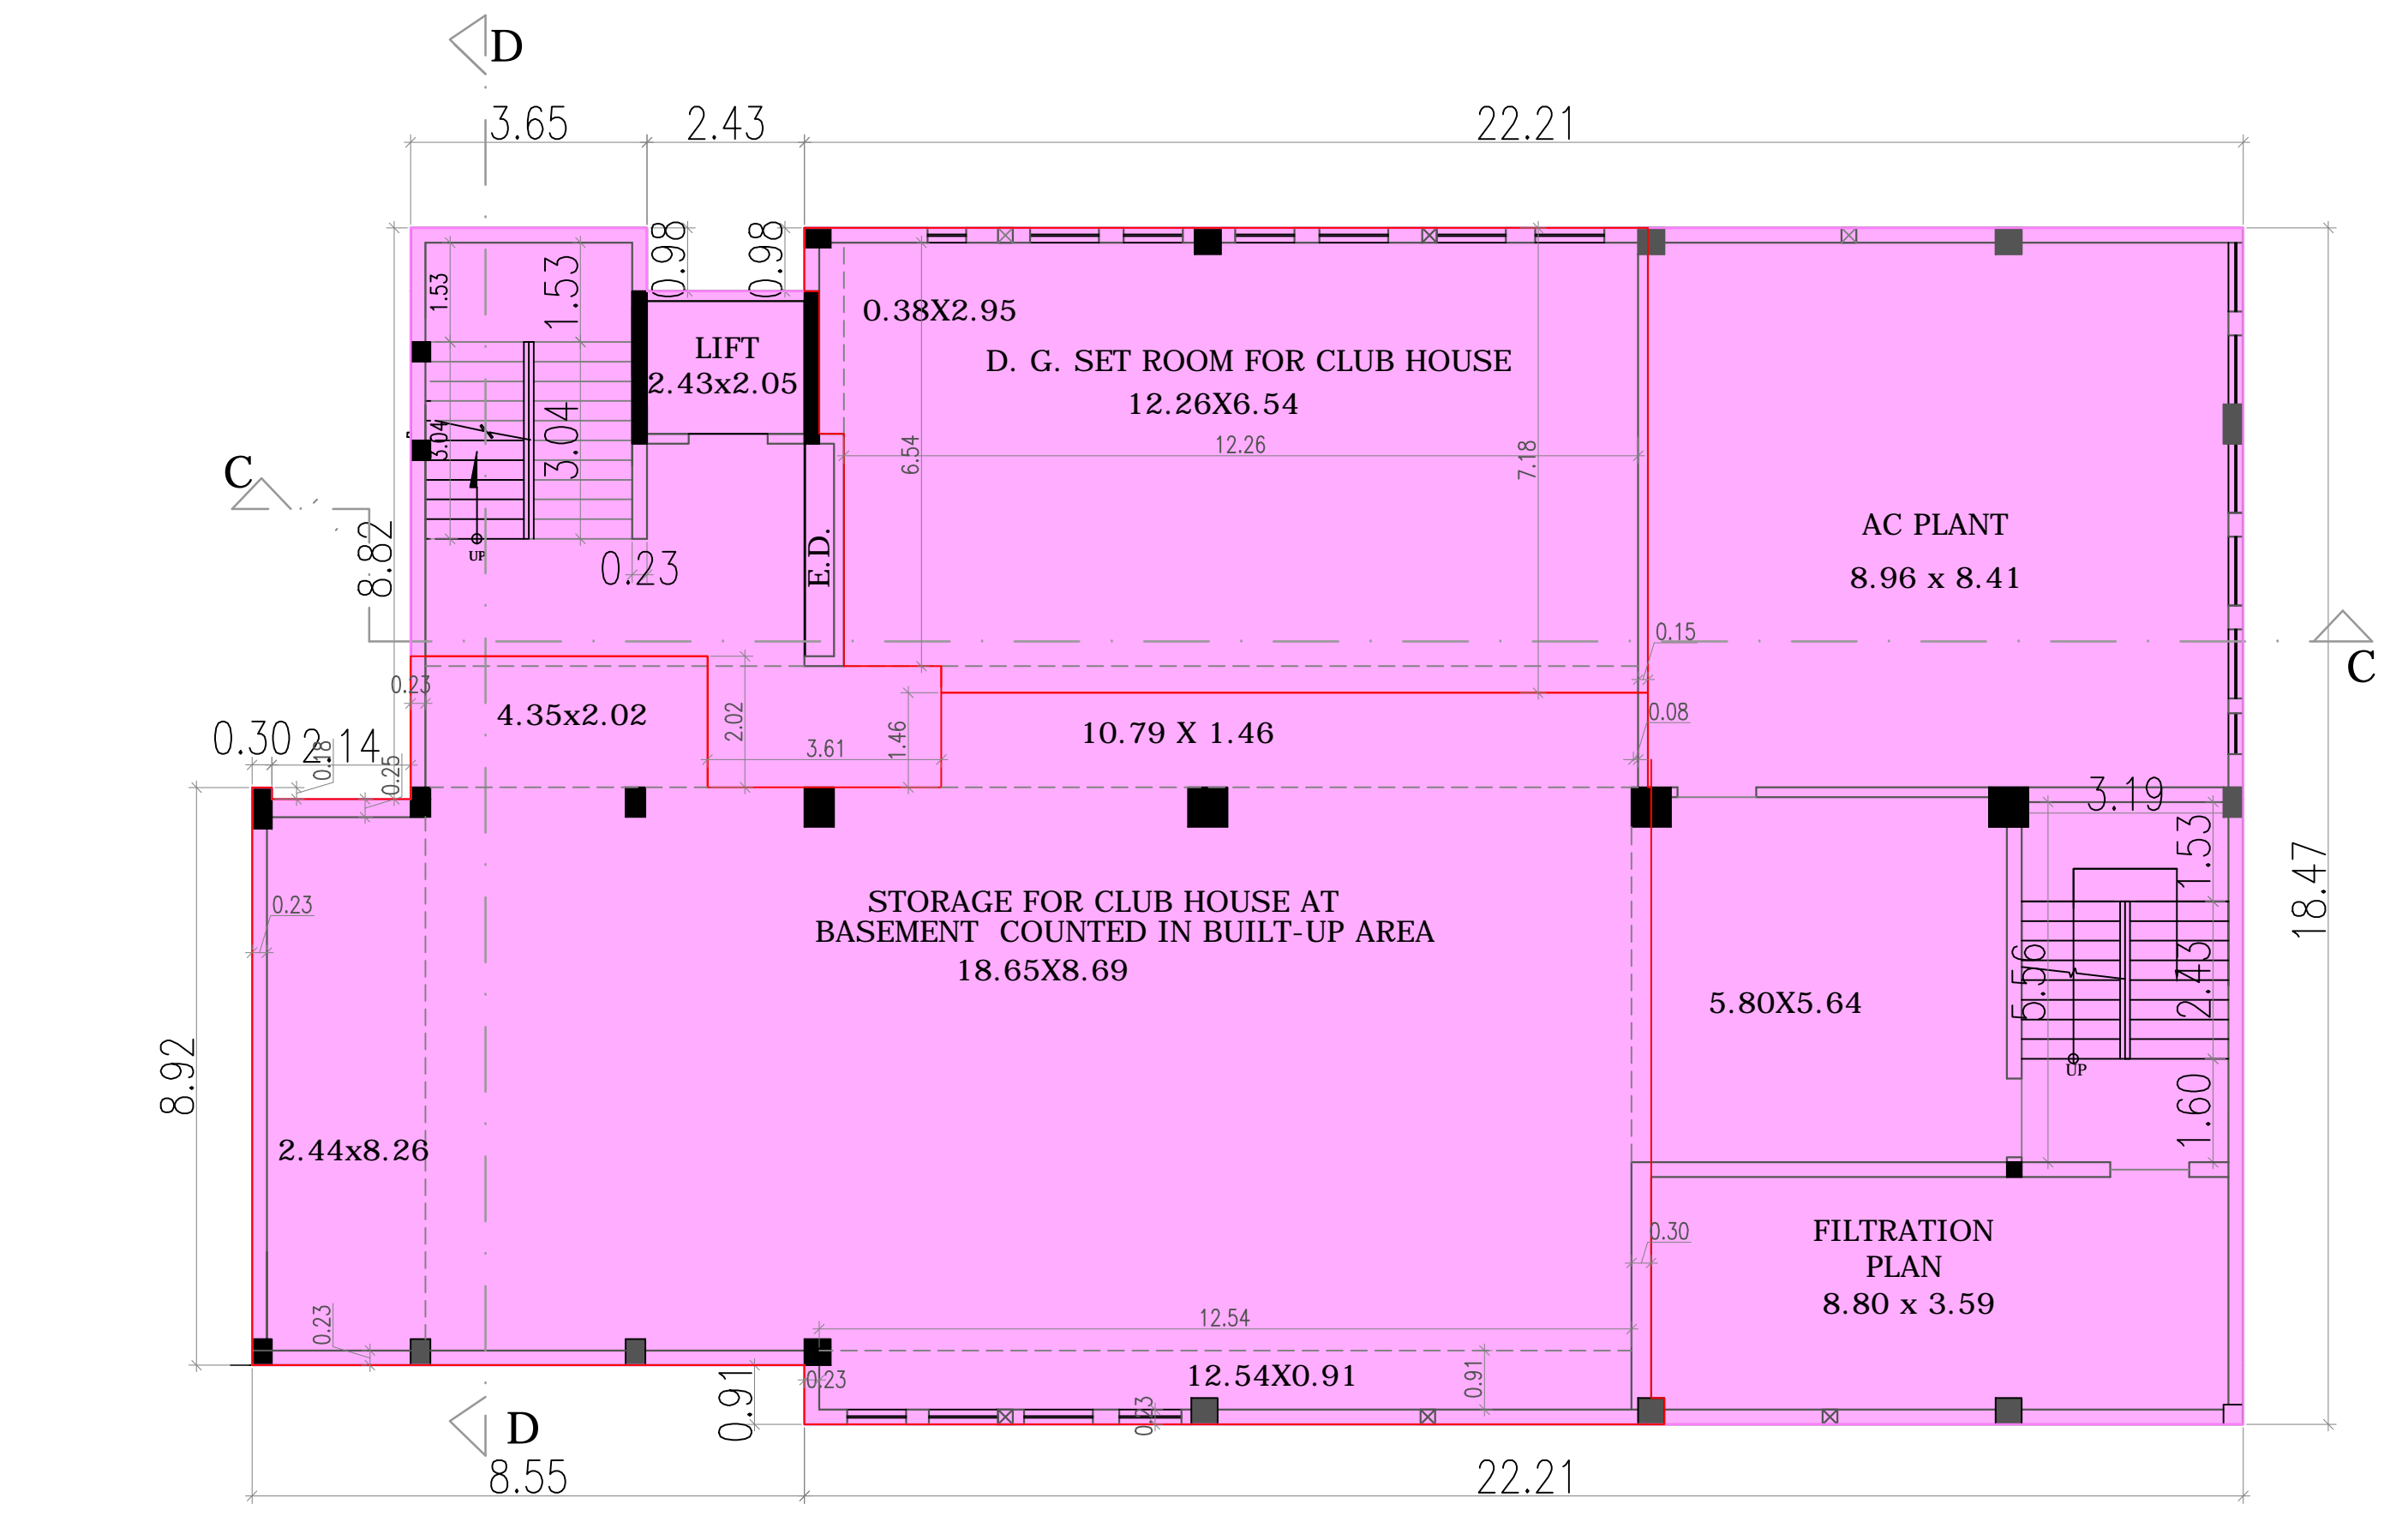 D
3.65
2.43
22.21
0.98
0.98
1.53
1.53
0.38X2.95
LIFT
2.43x2.05
D. G. SET ROOM FOR CLUB HOUSE
12.26X6.54
12.26
6.54
7.18
3.04
3.04
C
8.82
UP
0.23
E.D.
AC PLANT
8.96 x 8.41
0.15
C
0.23
4.35x2.02
2.02
3.61
1.46
10.79 X 1.46
0.08
0.30
2.14
0.18
0.25
3.19
1.53
18.47
0.23
STORAGE FOR CLUB HOUSE AT
BASEMENT COUNTED IN BUILT-UP AREA
18.65X8.69
5.80X5.64
5.56
2.43
UP
1.60
8.92
2.44x8.26
FILTRATION
PLAN
8.80 x 3.59
0.30
0.23
12.54
12.54X0.91
0.91
0.91
0.23
0.23
D
8.55
22.21